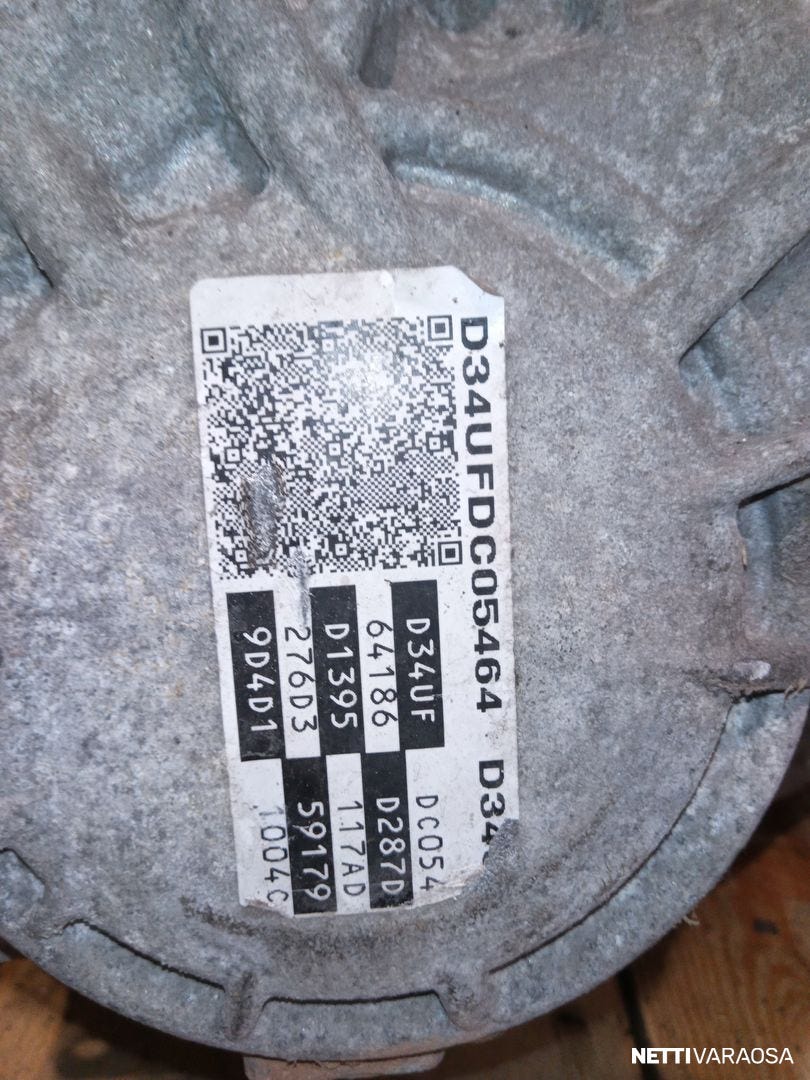 D34UFDC05464 D34
D34UF DC054
64186 D287D
D1395 117AD
276D3 59179
9D4D1 1004C
NETTIVARAOSA